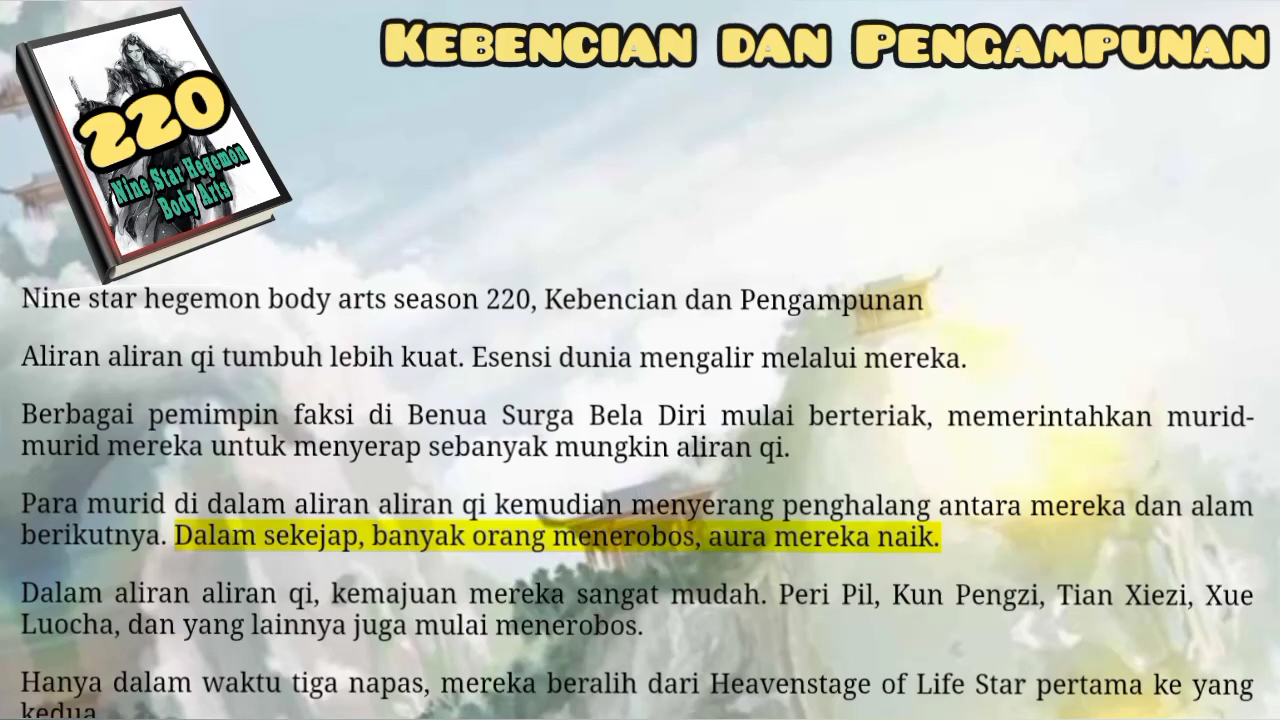 Kebencian dan Pengampunan
220
Nine Star Hegemon
Body Arts
Nine star hegemon body arts season 220, Kebencian dan Pengampunan
Aliran aliran qi tumbuh lebih kuat. Esensi dunia mengalir melalui mereka.
Berbagai pemimpin faksi di Benua Surga Bela Diri mulai berteriak, memerintahkan murid-
murid mereka untuk menyerap sebanyak mungkin aliran qi.
Para murid di dalam aliran aliran qi kemudian menyerang penghalang antara mereka dan alam
berikutnya. Dalam sekejap, banyak orang menerobos, aura mereka naik.
Dalam aliran aliran qi, kemajuan mereka sangat mudah. Peri Pil, Kun Pengzi, Tian Xiezi, Xue
Luocha, dan yang lainnya juga mulai menerobos.
Hanya dalam waktu tiga napas, mereka beralih dari Heavenstage of Life Star pertama ke yang
kedua.